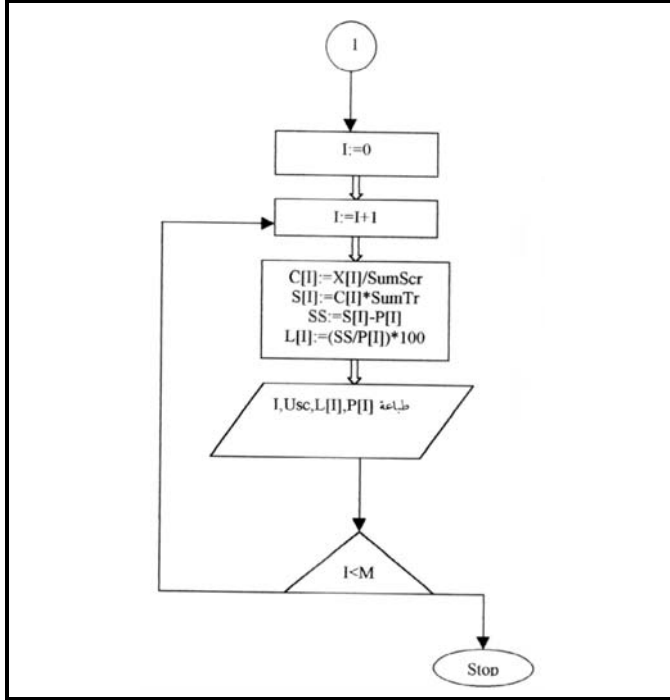 1
I:=0
I:=I+1
C[I]:=X[I]/SumScr
S[I]:=C[I]*SumTr
SS:=S[I]-P[I]
L[I]:=(SS/P[I])*100
I,Usc,L[I],P[I] طباعة
I<M
Stop